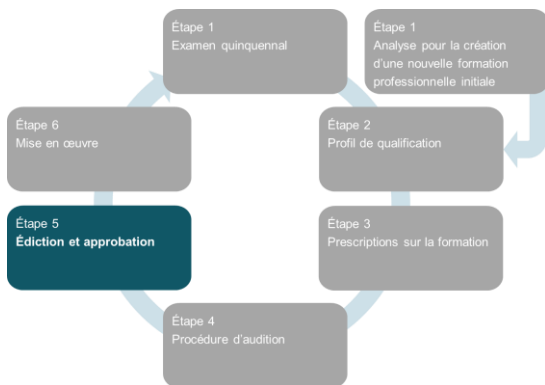 Étape 1
Examen quinquennal
Étape 1
Analyse pour la création
d'une nouvelle formation
professionnelle initiale
Étape 6
Mise en œuvre
Étape 2
Profil de qualification
Étape 5
Édiction et approbation
Étape 3
Prescriptions sur la formation
Étape 4
Procédure d'audition